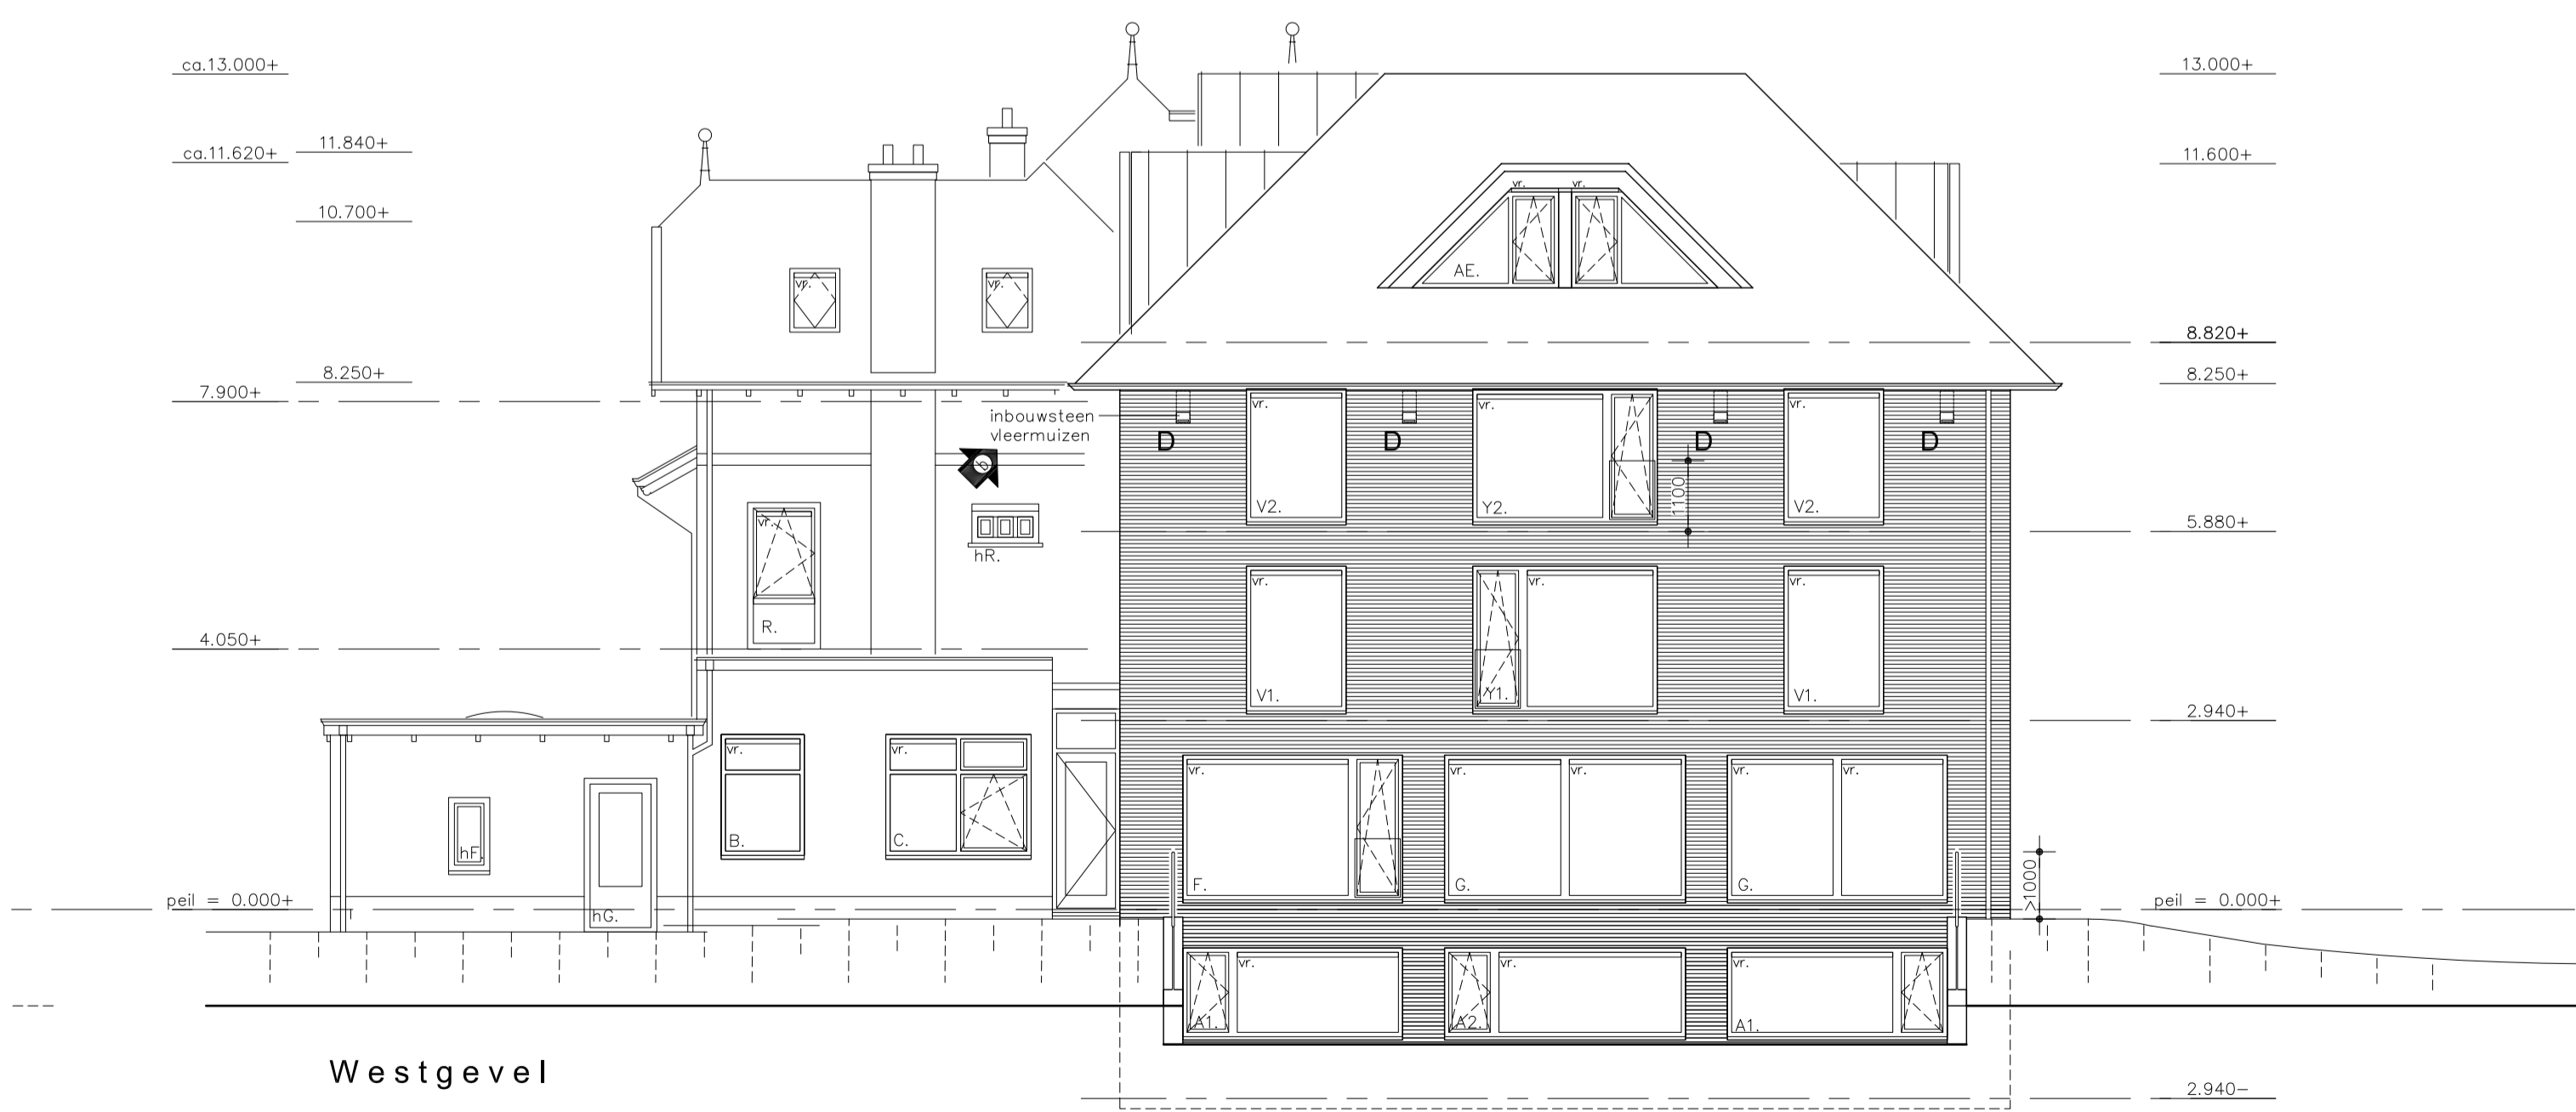 ca.13.000+
13.000+
11.840+
ca.11.620+
11.600+
vr. vr.
10.700+
AE.
vr.
vr.
8.820+
8.250+
8.250+
7.900+
inbouwsteen
vleermuizen
vr.
vr.
vr.
D
D
D
D
b
1100
V2.
Y2.
V2.
vr.
5.880+
hR.
vr.
vr.
vr.
R.
4.050+
V1.
Y1.
V1.
2.940+
vr.
vr.
vr.
vr.
vr.
vr.
vr.
B.
C.
hF.
F.
G.
G.
>1000
peil = 0.000+
peil = 0.000+
hG.
vr.
vr.
vr.
A1.
A2.
A1.
Westgevel
2.940-